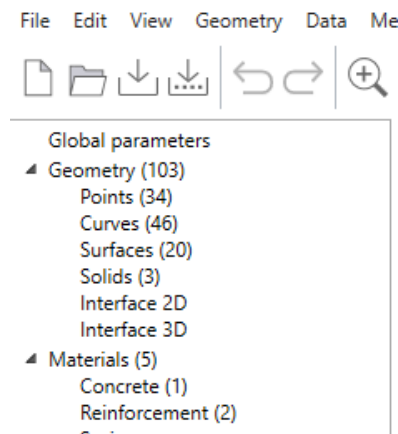 File Edit View Geometry Data Me
Global parameters
Geometry (103)
Points (34)
Curves (46)
Surfaces (20)
Solids (3)
Interface 2D
Interface 3D
Materials (5)
Concrete (1)
Reinforcement (2)